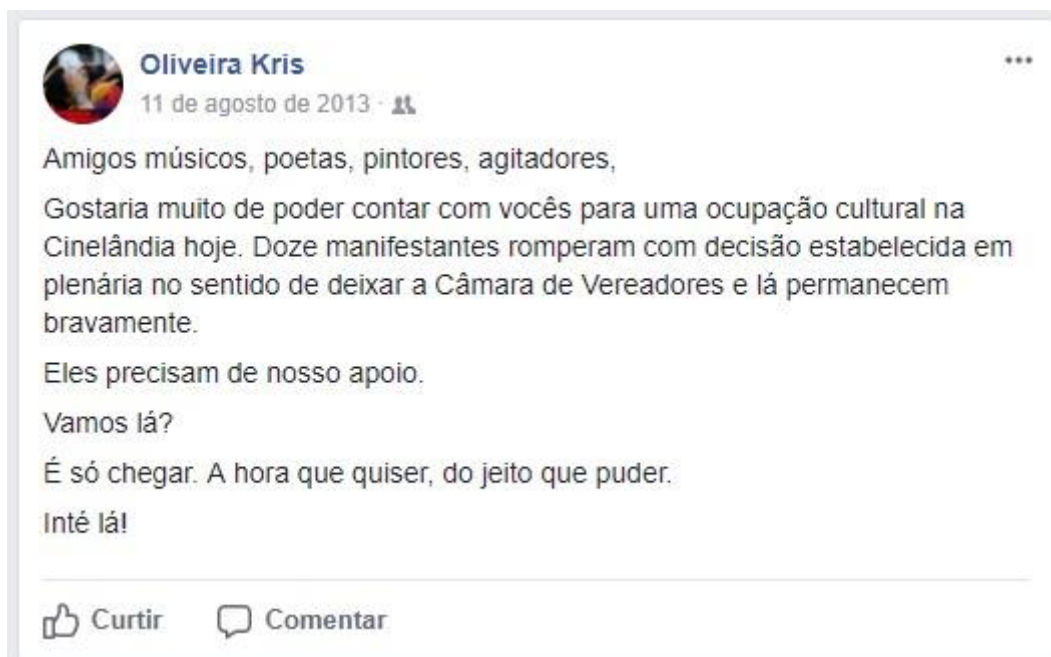 Oliveira Kris
11 de agosto de 2013 ·
Amigos músicos, poetas, pintores, agitadores,
Gostaria muito de poder contar com vocês para uma ocupação cultural na
Cinelândia hoje. Doze manifestantes romperam com decisão estabelecida em
plenária no sentido de deixar a Câmara de Vereadores e lá permanecem
bravamente.
Eles precisam de nosso apoio.
Vamos lá?
É só chegar. A hora que quiser, do jeito que puder.
Inté lá!
Curtir Comentar